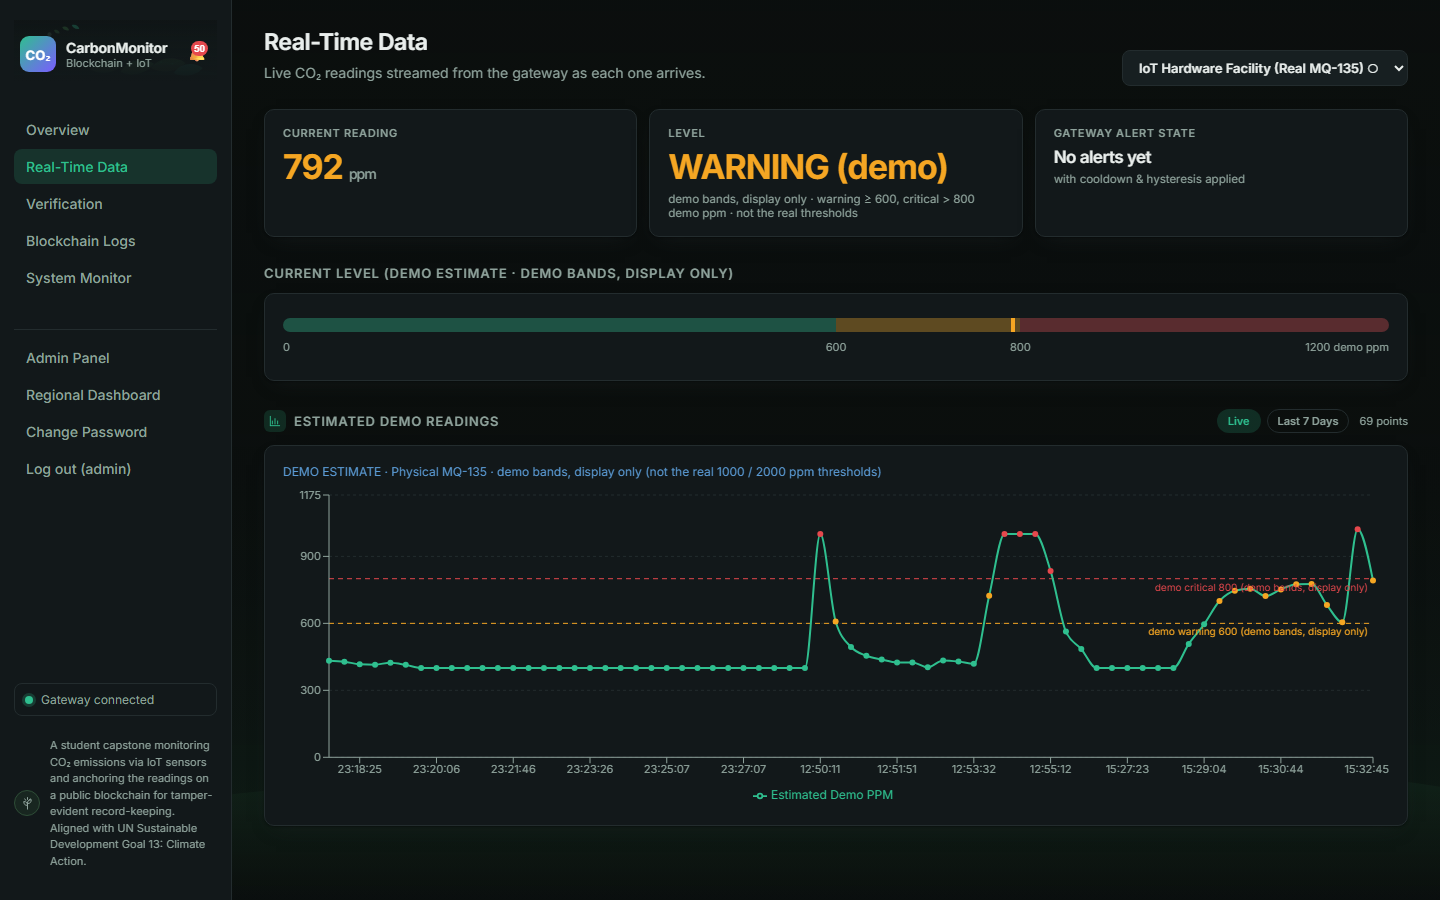 CO₂
CarbonMonitor
Blockchain + IoT
50
Overview
Real-Time Data
Verification
Blockchain Logs
System Monitor
Admin Panel
Regional Dashboard
Change Password
Log out (admin)
Gateway connected
A student capstone monitoring
CO₂ emissions via IoT sensors
and anchoring the readings on
a public blockchain for tamper-
evident record-keeping.
Aligned with UN Sustainable
Development Goal 13: Climate
Action.
Real-Time Data
Live CO₂ readings streamed from the gateway as each one arrives.
IoT Hardware Facility (Real MQ-135) ○
CURRENT READING
792 ppm
LEVEL
WARNING (demo)
demo bands, display only · warning ≥ 600, critical > 800
demo ppm · not the real thresholds
GATEWAY ALERT STATE
No alerts yet
with cooldown & hysteresis applied
CURRENT LEVEL (DEMO ESTIMATE · DEMO BANDS, DISPLAY ONLY)
0 600 800 1200 demo ppm
ESTIMATED DEMO READINGS
Live Last 7 Days 69 points
DEMO ESTIMATE · Physical MQ-135 · demo bands, display only (not the real 1000 / 2000 ppm thresholds)
1175
900
demo critical 800 (demo bands, display only)
600
demo warning 600 (demo bands, display only)
300
0
23:18:25 23:20:06 23:21:46 23:23:26 23:25:07 23:27:07 12:50:11 12:51:51 12:53:32 12:55:12 15:27:23 15:29:04 15:30:44 15:32:45
Estimated Demo PPM